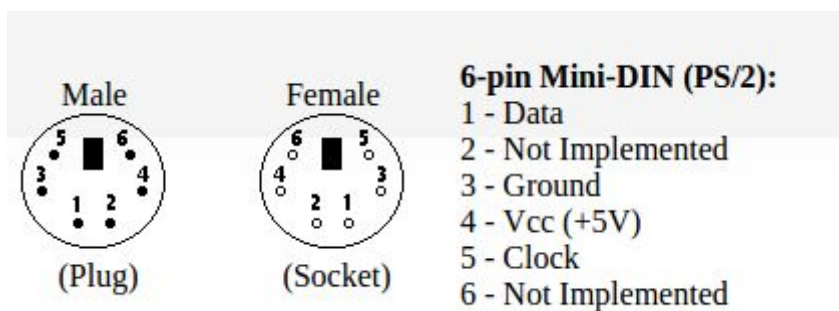 Male
5 6
3 4
1 2
(Plug)
Female
6 5
4 3
2 1
(Socket)
6-pin Mini-DIN (PS/2):
1 - Data
2 - Not Implemented
3 - Ground
4 - Vcc (+5V)
5 - Clock
6 - Not Implemented